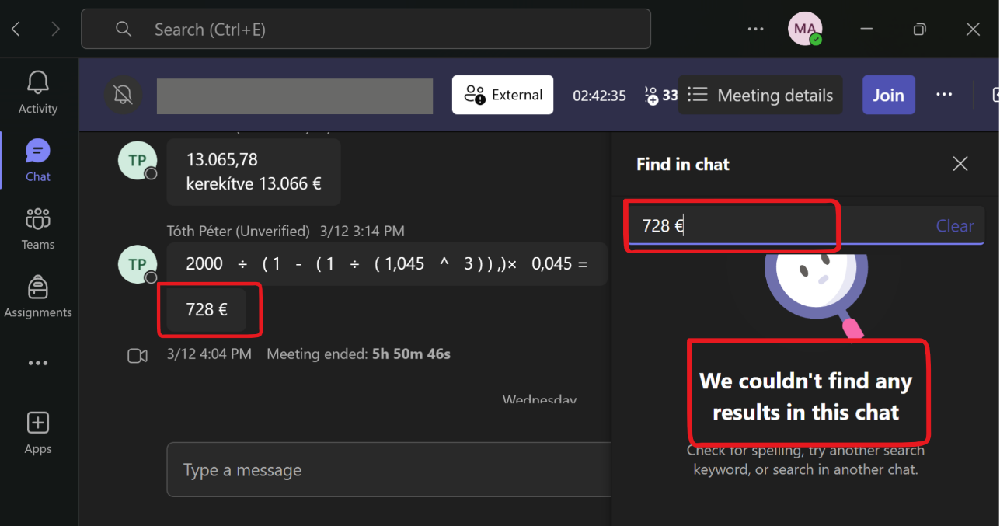 Search (Ctrl+E)
MA
Activity
Chat
Teams
Assignments
Apps
External
02:42:35
33
Meeting details
Join
TP
13.065,78
kerekítve 13.066 €
Tóth Péter (Unverified) 3/12 3:14 PM
TP
2000 ÷ ( 1 - ( 1 ÷ ( 1,045 ^ 3 ) ) ,)× 0,045 =
728 €
3/12 4:04 PM Meeting ended: 5h 50m 46s
Wednesday
Type a message
Find in chat
728 €
Clear
We couldn't find any
results in this chat
Check for spelling, try another search
keyword, or search in another chat.